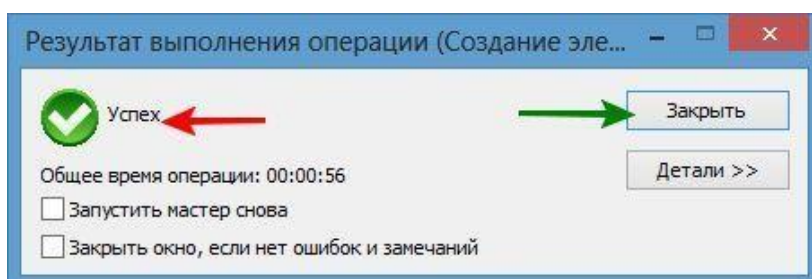 Результат выполнения операции (Создание эле...
Успех
Закрыть
Общее время операции: 00:00:56
Детали >>
Запустить мастер снова
Закрыть окно, если нет ошибок и замечаний